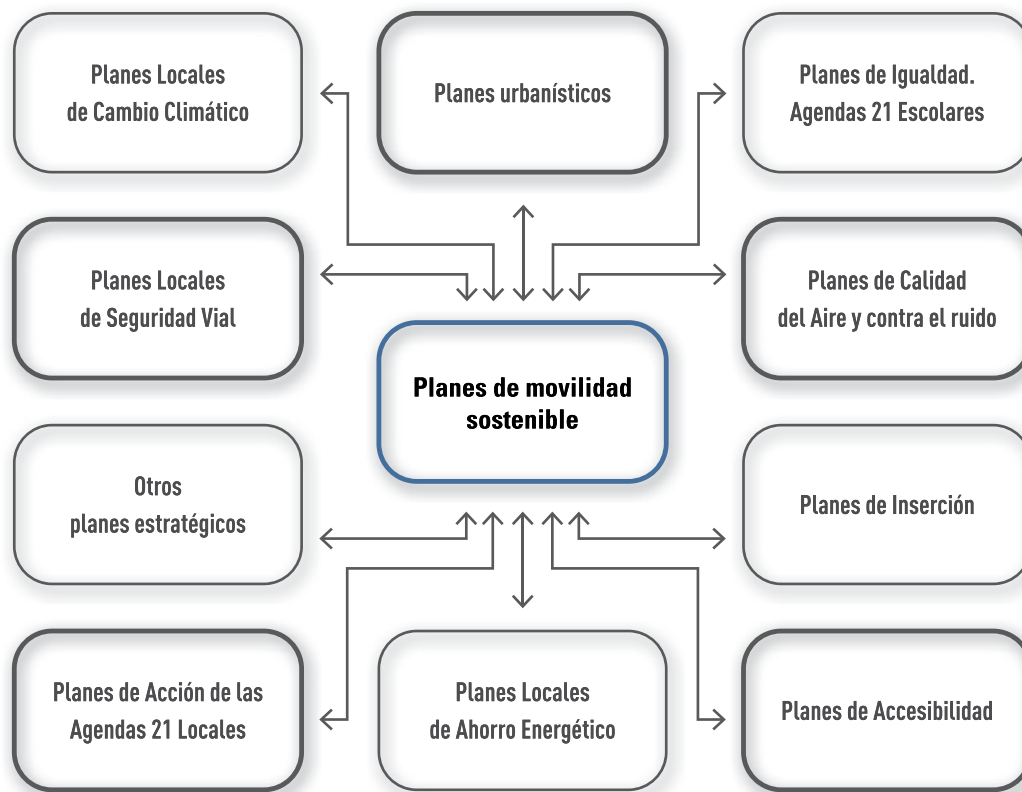 Planes Locales
de Cambio Climático
Planes urbanísticos
Planes de Igualdad.
Agendas 21 Escolares
Planes Locales
de Seguridad Vial
Planes de Calidad
del Aire y contra el ruido
Planes de movilidad
sostenible
Otros
planes estratégicos
Planes de Inserción
Planes de Acción de las
Agendas 21 Locales
Planes Locales
de Ahorro Energético
Planes de Accesibilidad